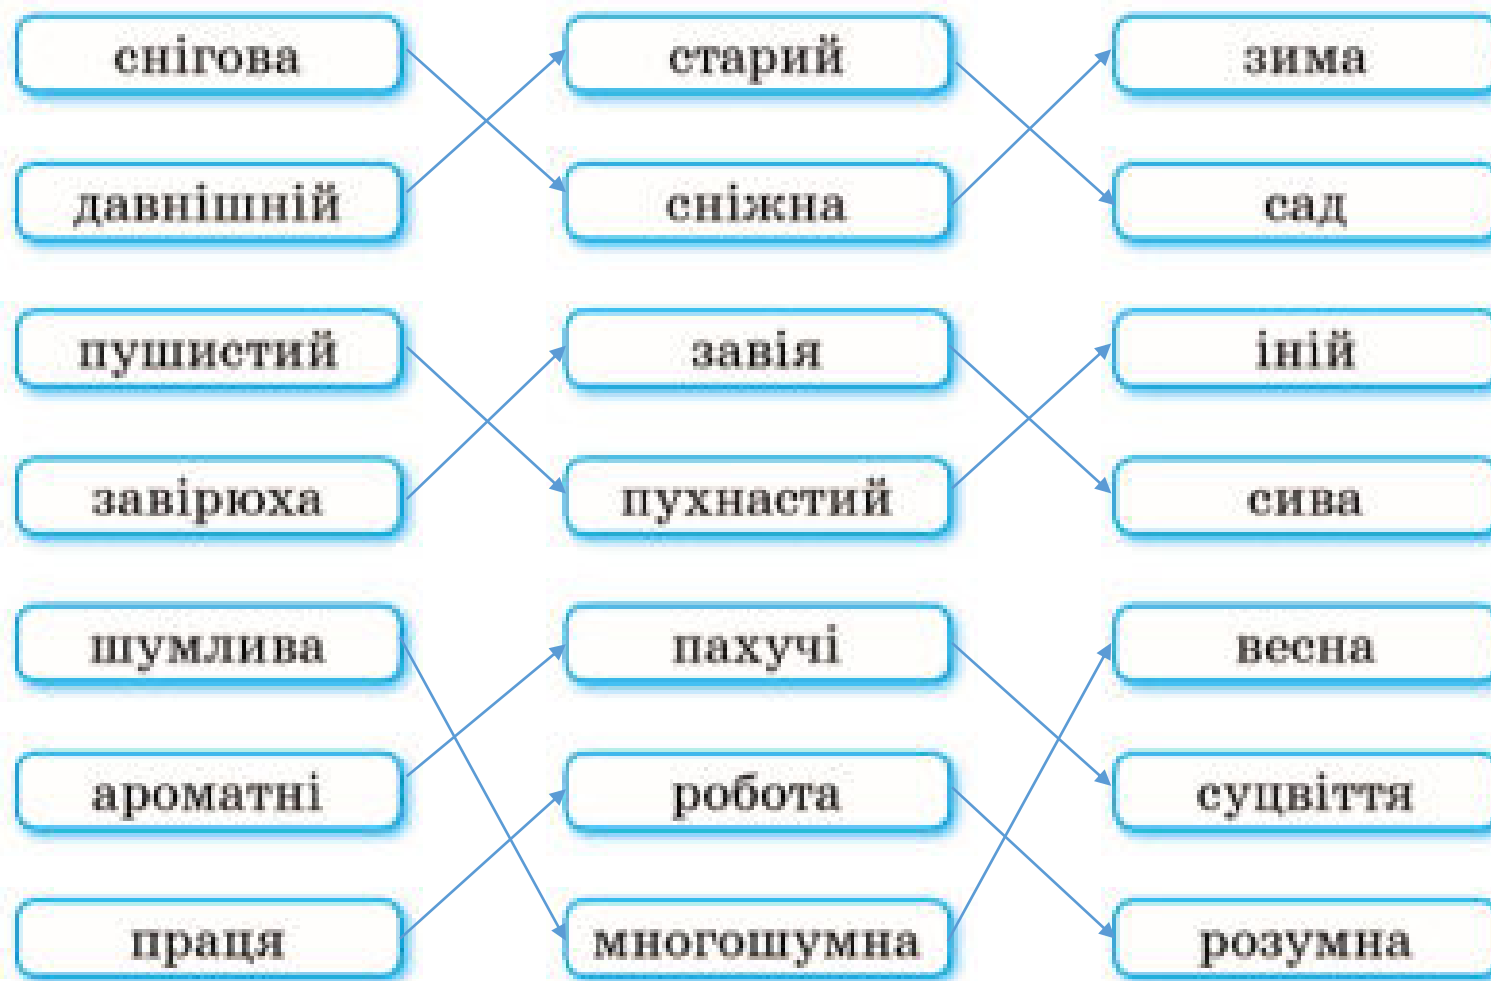 снігова старий зима
давнішній сніжна сад
пушистий завія іній
завірюха пухнастий сива
шумлива пахучі весна
ароматні робота суцвіття
праця многошумна розумна